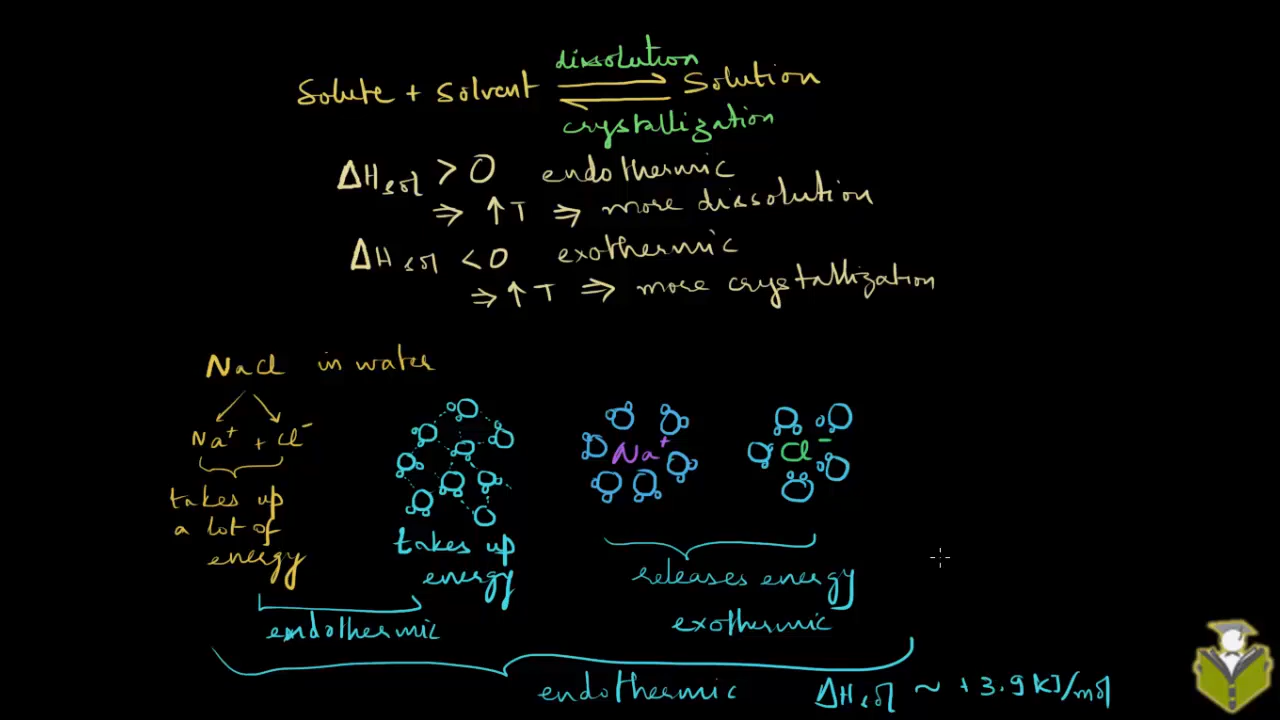 dissolution
Solute + Solvent ⇌ Solution
crystallization
ΔHsol > 0 endothermic
⇒ ↑T ⇒ more dissolution
ΔHsol < 0 exothermic
⇒ ↑T ⇒ more crystallization
NaCl in water
Na⁺ + Cl⁻
takes up
a lot of
energy
takes up
energy
endothermic
Na⁺
Cl⁻
releases energy
exothermic
endothermic ΔHsol ~ +3.9 KJ/mol